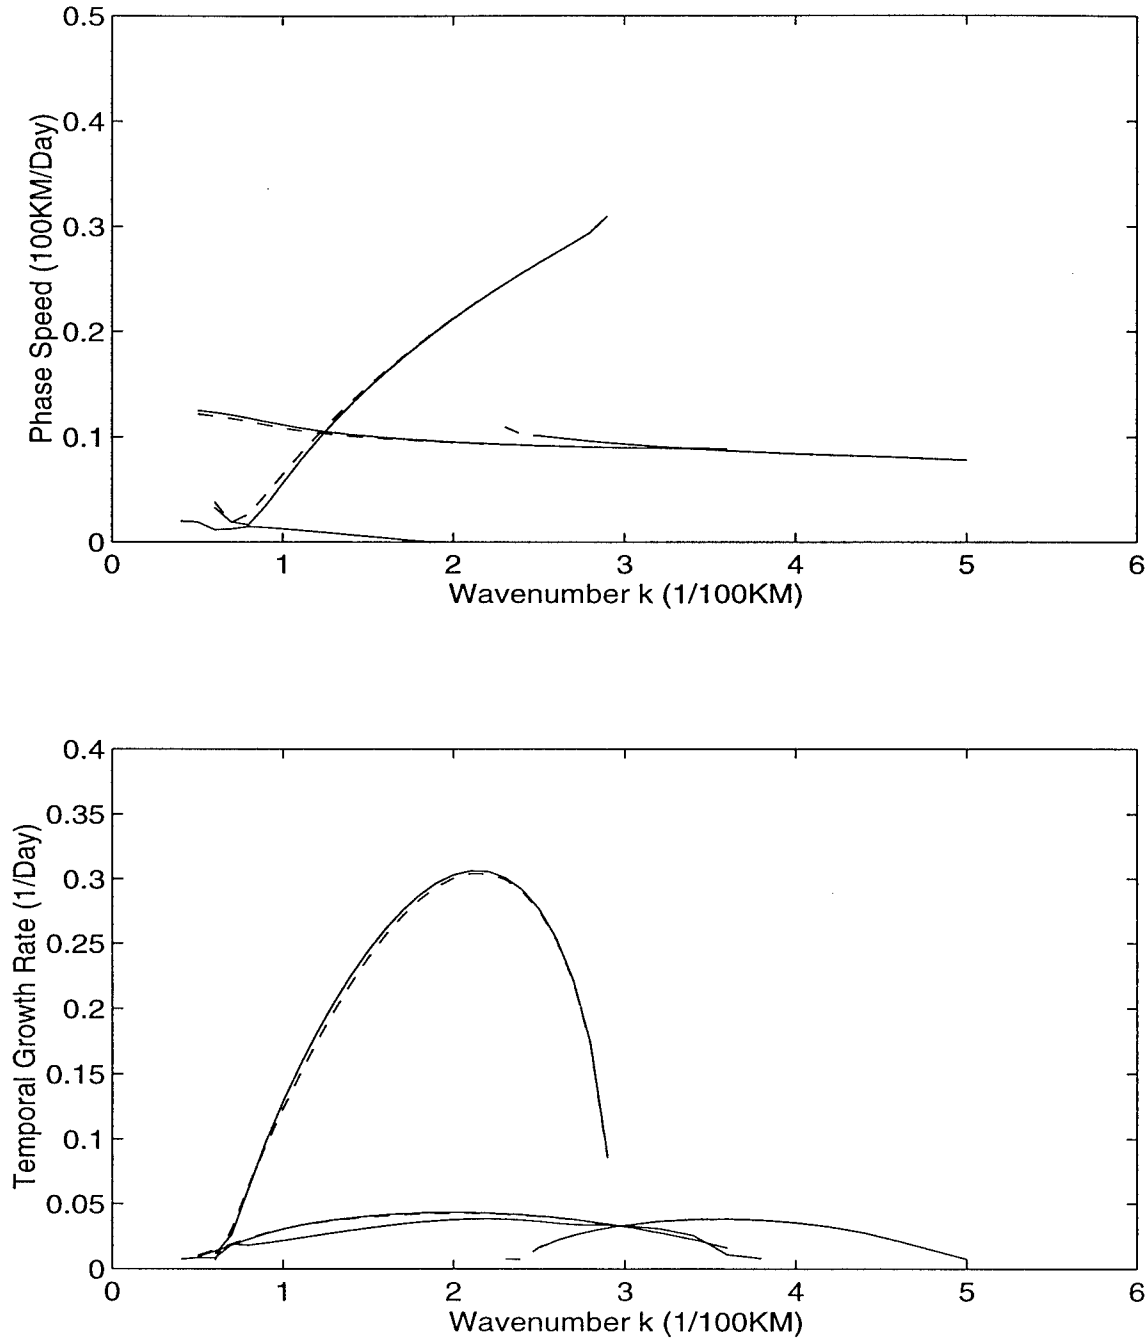 0.5
0.4
0.3
0.2
0.1
0
Phase Speed (100KM/Day)
0 1 2 3 4 5 6
Wavenumber k (1/100KM)
0.4
0.35
0.3
0.25
0.2
0.15
0.1
0.05
0
Temporal Growth Rate (1/Day)
0 1 2 3 4 5 6
Wavenumber k (1/100KM)